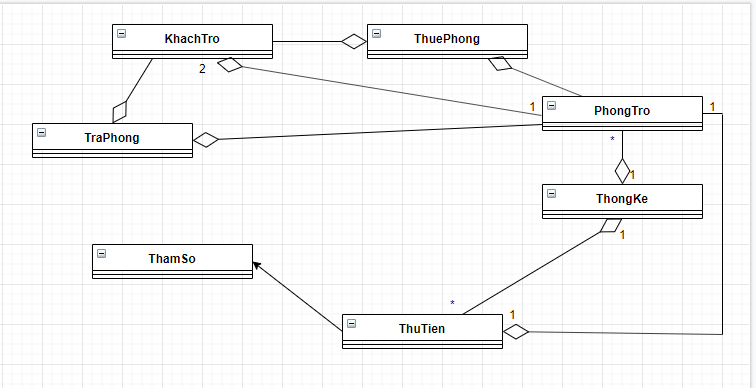 KhachTro
ThuePhong
2
1
PhongTro
1
TraPhong
*
1
ThongKe
1
ThamSo
*
1
ThuTien